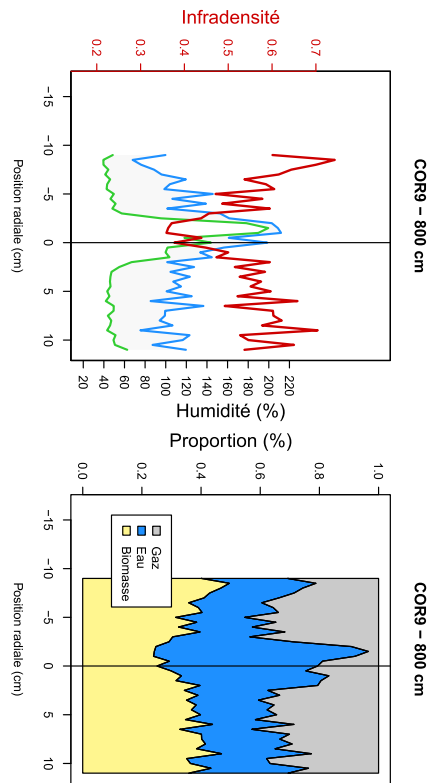 COR9 − 800 cm
Infradensité
0.2 0.3 0.4 0.5 0.6 0.7
−15 −10 −5 0 5 10
Position radiale (cm)
20 40 60 80 100 120 140 160 180 200 220
Humidité (%)
COR9 − 800 cm
Proportion (%)
0.0 0.2 0.4 0.6 0.8 1.0
−15 −10 −5 0 5 10
Position radiale (cm)
Gaz
Eau
Biomasse